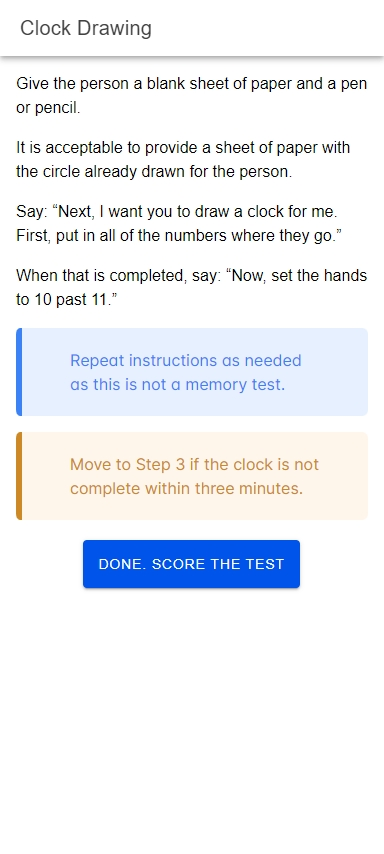 Clock Drawing
Give the person a blank sheet of paper and a pen
or pencil.
It is acceptable to provide a sheet of paper with
the circle already drawn for the person.
Say: “Next, I want you to draw a clock for me.
First, put in all of the numbers where they go.”
When that is completed, say: “Now, set the hands
to 10 past 11.”
Repeat instructions as needed
as this is not a memory test.
Move to Step 3 if the clock is not
complete within three minutes.
DONE. SCORE THE TEST